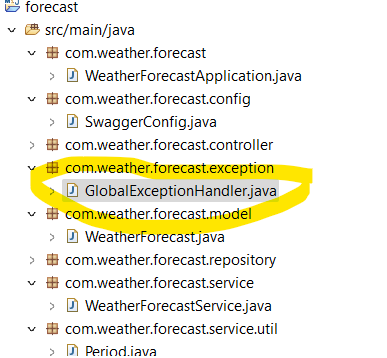 forecast
src/main/java
com.weather.forecast
WeatherForecastApplication.java
com.weather.forecast.config
SwaggerConfig.java
com.weather.forecast.controller
com.weather.forecast.exception
GlobalExceptionHandler.java
com.weather.forecast.model
WeatherForecast.java
com.weather.forecast.repository
com.weather.forecast.service
WeatherForecastService.java
com.weather.forecast.service.util
Period.java